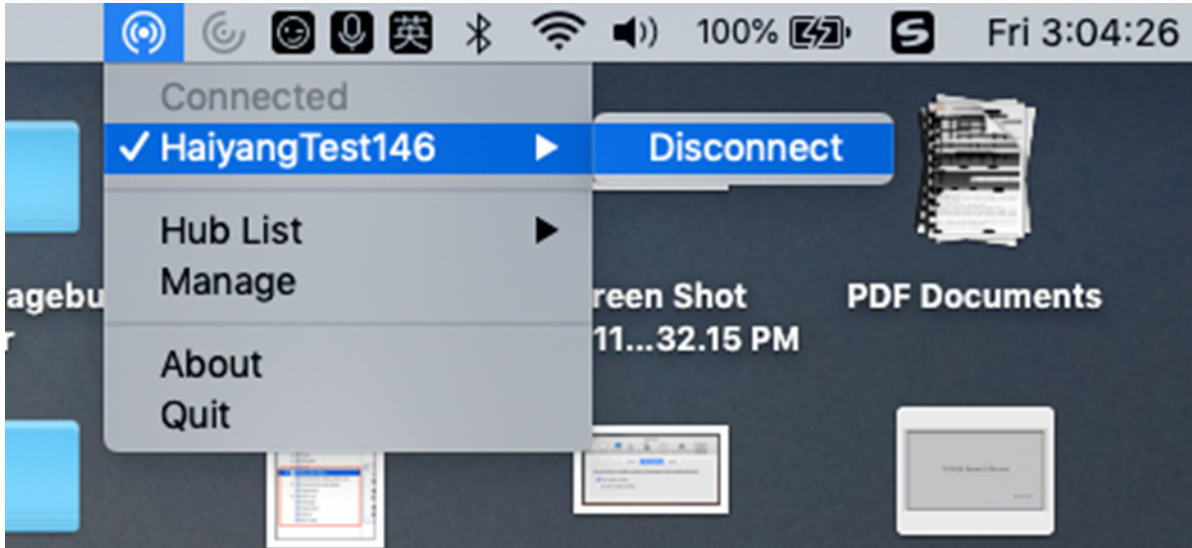 英 100% S Fri 3:04:26
Connected
✓ HaiyangTest146 ▶ Disconnect
Hub List ▶
Manage
agebu
r
reen Shot
11...32.15 PM
PDF Documents
About
Quit